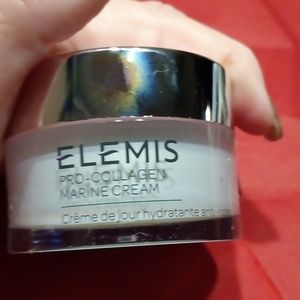 ELEMIS
PRO-COLLAGEN
MARINE CREAM
Crème de jour hydratante